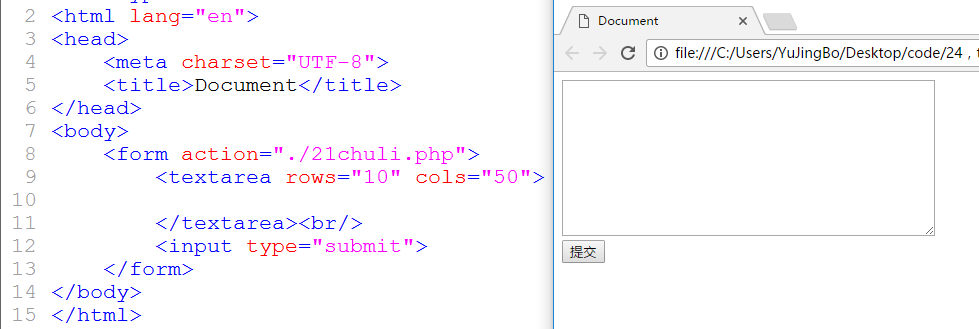 2 <html lang="en">
3 <head>
4     <meta charset="UTF-8">
5     <title>Document</title>
6 </head>
7 <body>
8     <form action="./21chuli.php">
9         <textarea rows="10" cols="50">
10
11         </textarea><br/>
12         <input type="submit">
13     </form>
14 </body>
15 </html>
Document
file:///C:/Users/YuJingBo/Desktop/code/24，
提交